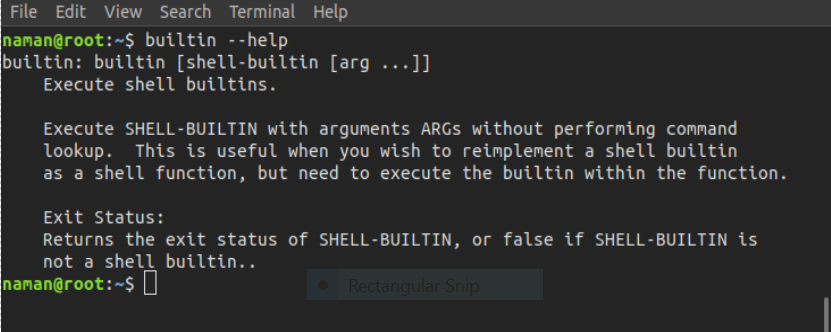 File Edit View Search Terminal Help
naman@root:~$ builtin --help
builtin: builtin [shell-builtin [arg ...]]
    Execute shell builtins.

    Execute SHELL-BUILTIN with arguments ARGs without performing command
    lookup.  This is useful when you wish to reimplement a shell builtin
    as a shell function, but need to execute the builtin within the function.

    Exit Status:
    Returns the exit status of SHELL-BUILTIN, or false if SHELL-BUILTIN is
    not a shell builtin..
naman@root:~$
Rectangular Snip